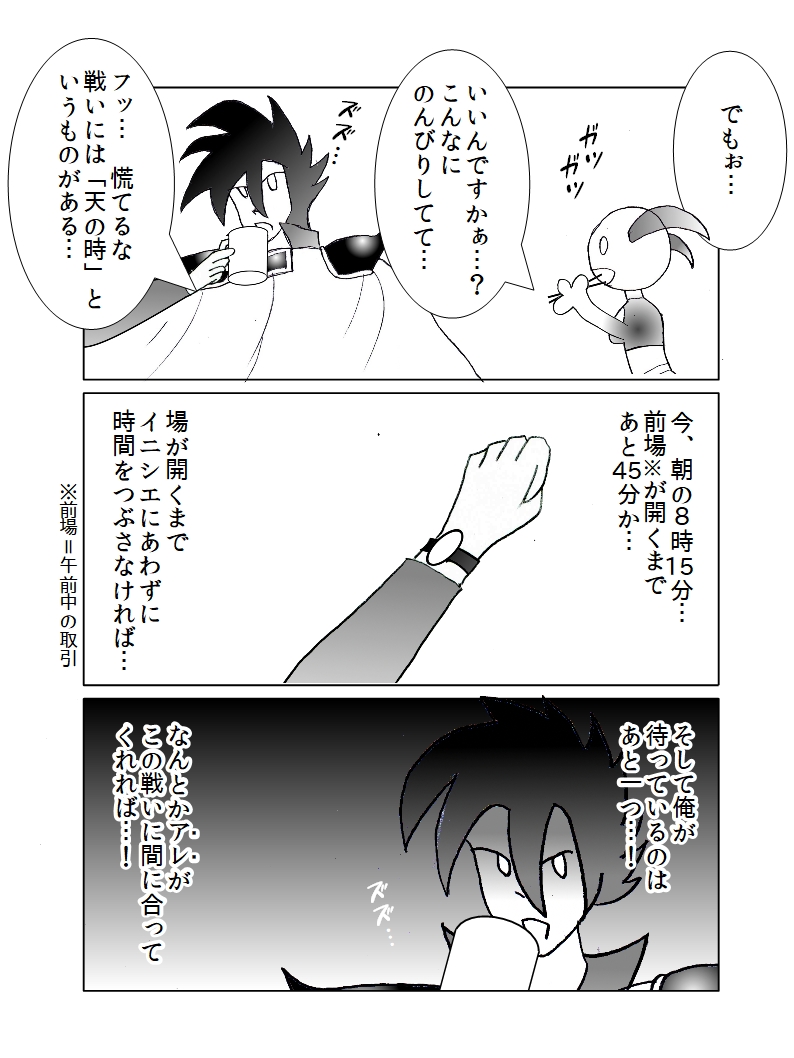 でもぉ…
ガッ
ガッ
いいんですかぁ…?
こんなに
のんびりしてて…
ズズ…
フッ… 慌てるな
戦いには「天の時」と
いうものがある…
今、朝の8時15分…
前場※が開くまで
あと45分か…
場が開くまで
イニシエにあわずに
時間をつぶさなければ…
※前場=午前中の取引
そして俺が
待っているのは
あと一つ…!
なんとかアレが
この戦いに間に合って
くれれば…!
ズズ…